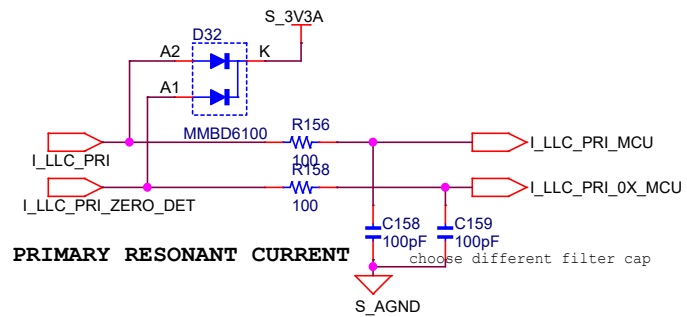 S_3V3A
D32
A2
K
A1
MMBD6100
R156
100
I_LLC_PRI
I_LLC_PRI_MCU
R158
100
I_LLC_PRI_ZERO_DET
I_LLC_PRI_0X_MCU
C158
100pF
C159
100pF
PRIMARY RESONANT CURRENT
choose different filter cap
S_AGND